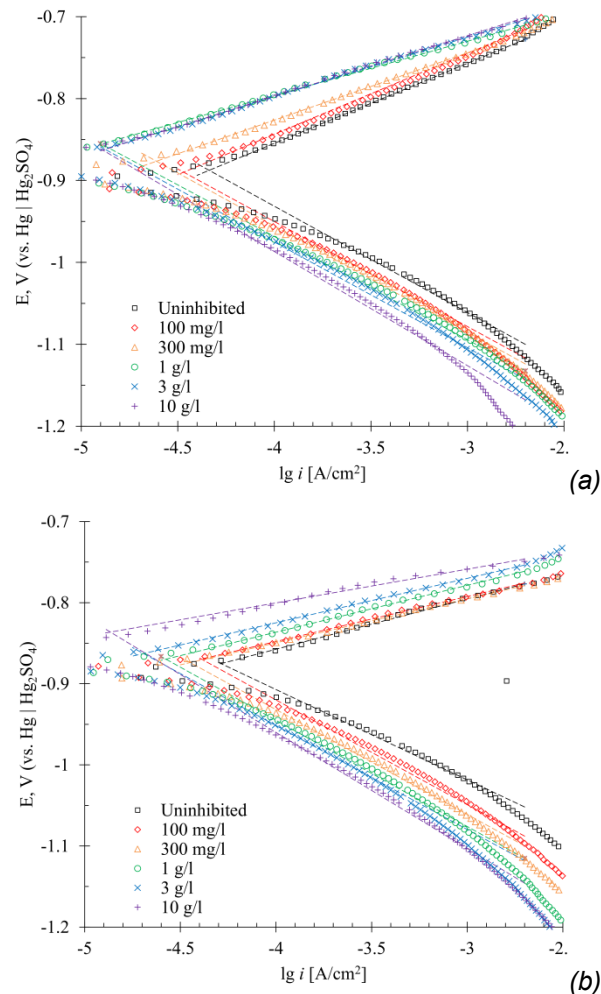 -0.7
-0.8
-0.9
-1
-1.1
-1.2
E, V (vs. Hg | Hg₂SO₄)
Uninhibited
100 mg/l
300 mg/l
1 g/l
3 g/l
10 g/l
-5 -4.5 -4 -3.5 -3 -2.5 -2.
lg i [A/cm²]
(a)
-0.7
-0.8
-0.9
-1
-1.1
-1.2
E, V (vs. Hg | Hg₂SO₄)
Uninhibited
100 mg/l
300 mg/l
1 g/l
3 g/l
10 g/l
-5 -4.5 -4 -3.5 -3 -2.5 -2.
lg i [A/cm²]
(b)